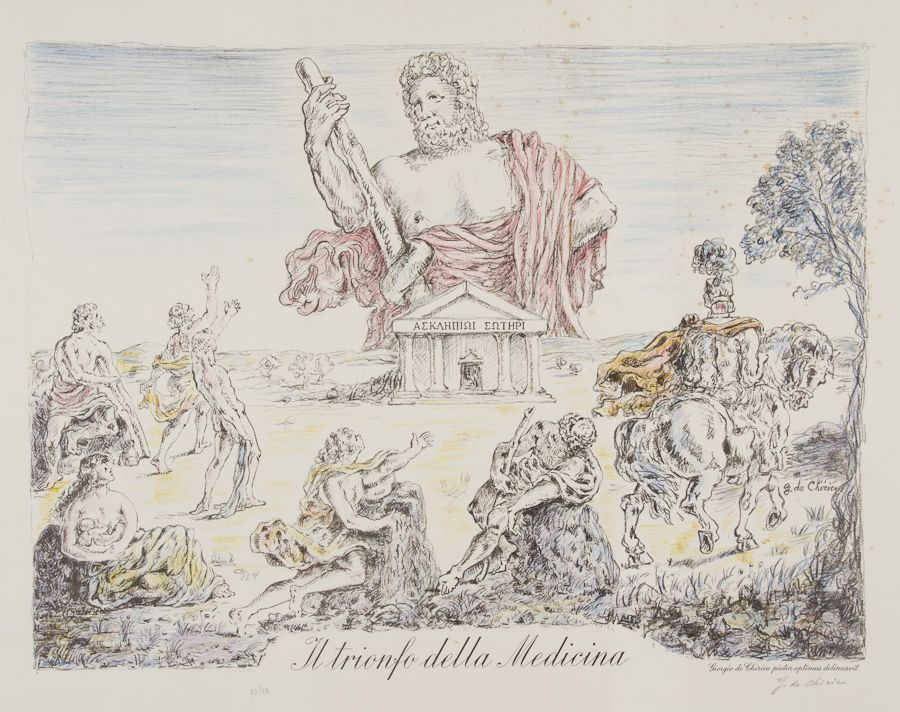 ΑΣΚΛΗΠΙΩΙ ΣΩΤΗΡΙ
g. de Chirico
Il trionfo della Medicina
Giorgio de Chirico pictor optimus delineavit
g. de Chirico